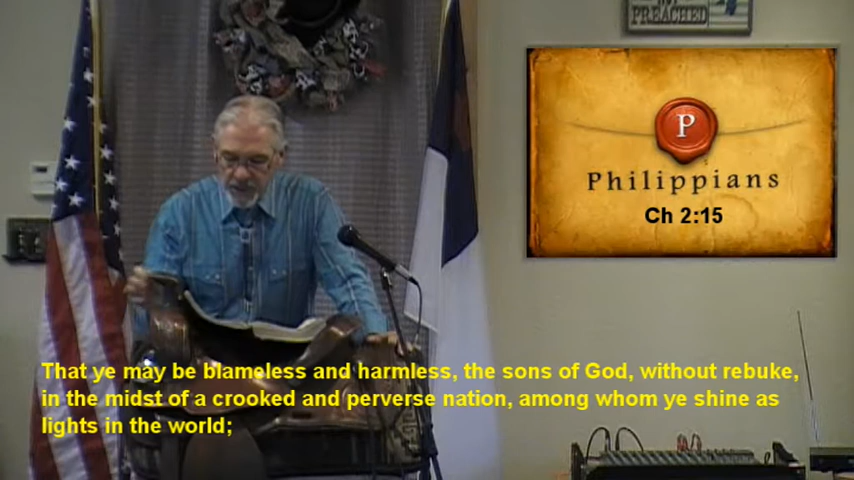 PREACHED
P
Philippians
Ch 2:15
That ye may be blameless and harmless, the sons of God, without rebuke,
in the midst of a crooked and perverse nation, among whom ye shine as
lights in the world;